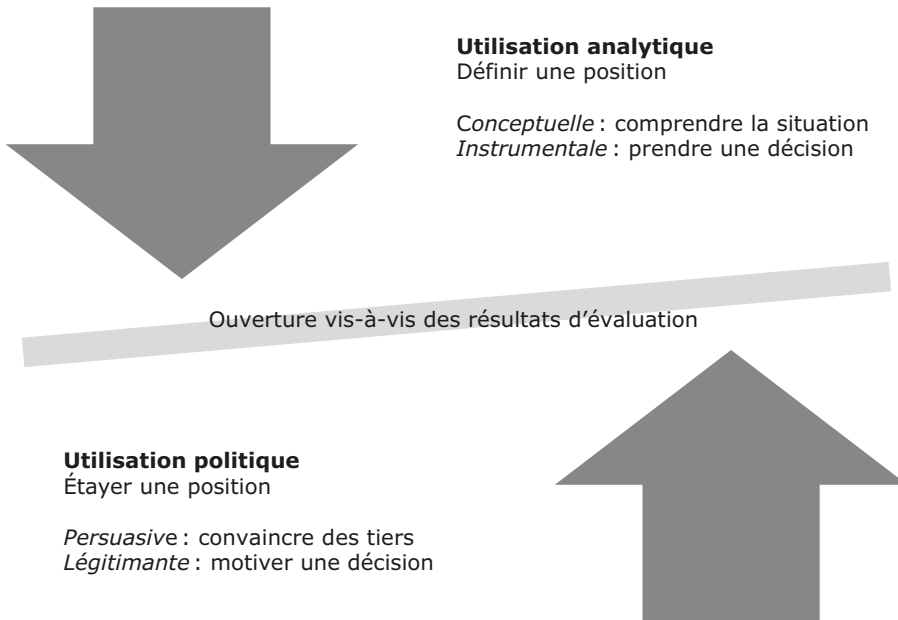 Utilisation analytique
Définir une position
Conceptuelle : comprendre la situation
Instrumentale : prendre une décision
Ouverture vis-à-vis des résultats d’évaluation
Utilisation politique
Étayer une position
Persuasive : convaincre des tiers
Légitimante : motiver une décision